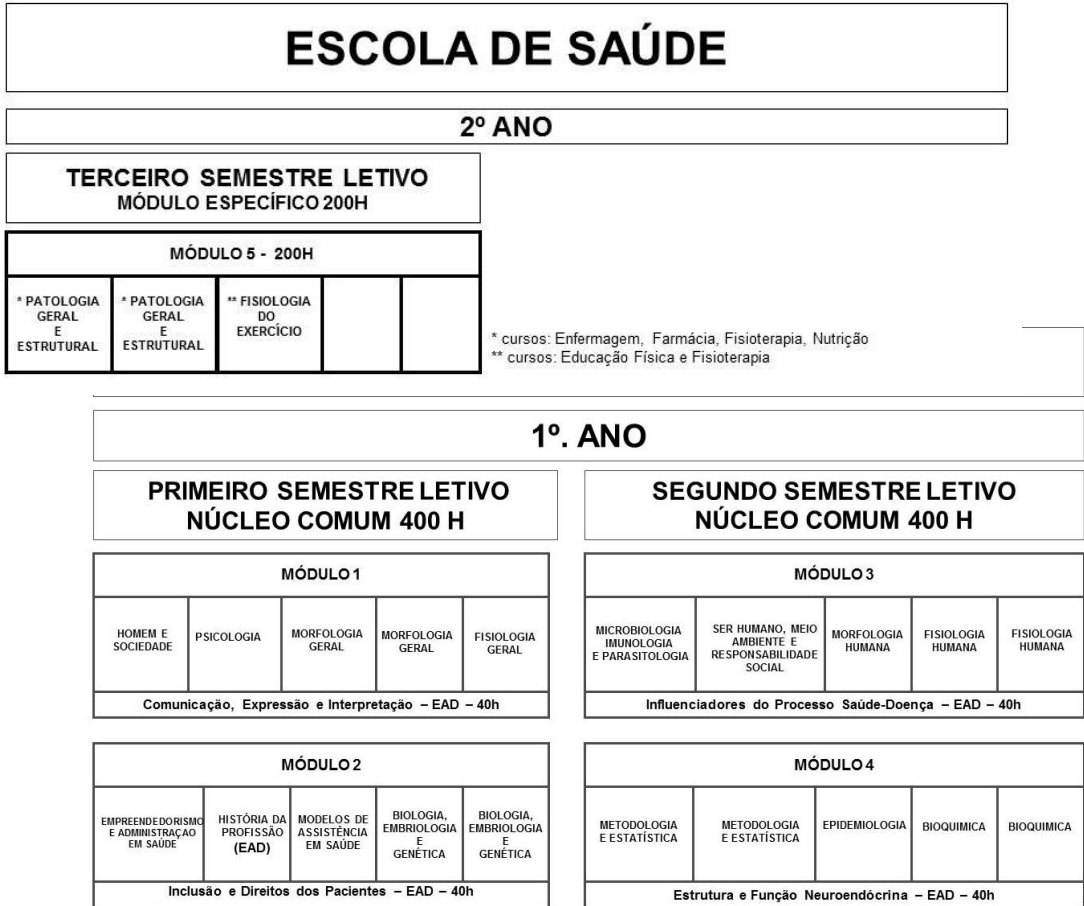 ESCOLA DE SAÚDE
2º ANO
TERCEIRO SEMESTRE LETIVO
MÓDULO ESPECÍFICO 200H
MÓDULO 5 - 200H
* PATOLOGIA
GERAL
E
ESTRUTURAL
* PATOLOGIA
GERAL
E
ESTRUTURAL
** FISIOLOGIA
DO
EXERCÍCIO
* cursos: Enfermagem, Farmácia, Fisioterapia, Nutrição
** cursos: Educação Física e Fisioterapia
1º. ANO
PRIMEIRO SEMESTRE LETIVO
NÚCLEO COMUM 400 H
MÓDULO 1
HOMEM E
SOCIEDADE
PSICOLOGIA
MORFOLOGIA
GERAL
MORFOLOGIA
GERAL
FISIOLOGIA
GERAL
Comunicação, Expressão e Interpretação – EAD – 40h
MÓDULO 2
EMPREENDEDORISMO
E ADMINISTRAÇAO
EM SAÚDE
HISTÓRIA DA
PROFISSÃO
(EAD)
MODELOS DE
ASSISTÊNCIA
EM SAÚDE
BIOLOGIA,
EMBRIOLOGIA
E
GENÉTICA
BIOLOGIA,
EMBRIOLOGIA
E
GENÉTICA
Inclusão e Direitos dos Pacientes – EAD – 40h
SEGUNDO SEMESTRE LETIVO
NÚCLEO COMUM 400 H
MÓDULO 3
MICROBIOLOGIA
IMUNOLOGIA
E PARASITOLOGIA
SER HUMANO, MEIO
AMBIENTE E
RESPONSABILIDADE
SOCIAL
MORFOLOGIA
HUMANA
FISIOLOGIA
HUMANA
FISIOLOGIA
HUMANA
Influenciadores do Processo Saúde-Doença – EAD – 40h
MÓDULO 4
METODOLOGIA
E ESTATÍSTICA
METODOLOGIA
E ESTATÍSTICA
EPIDEMIOLOGIA
BIOQUIMICA
BIOQUIMICA
Estrutura e Função Neuroendócrina – EAD – 40h